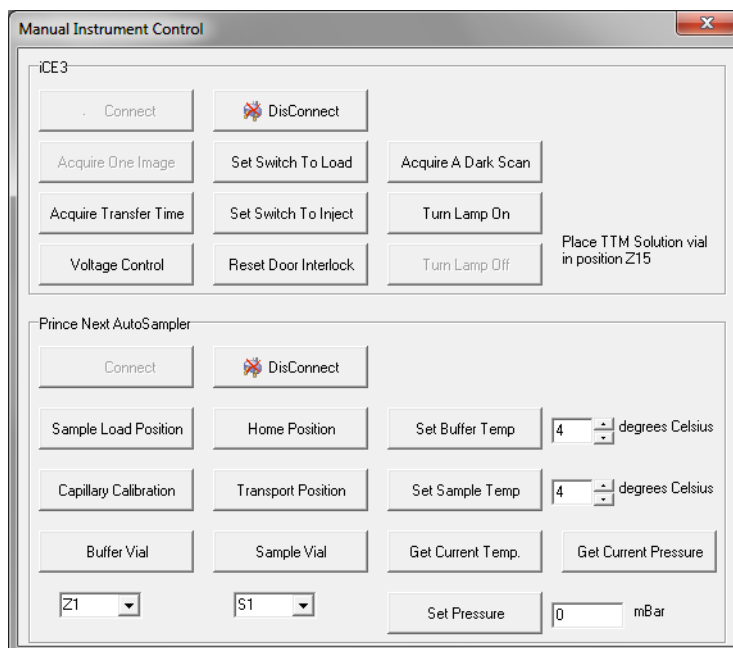 Manual Instrument Control
iCE3
Connect
DisConnect
Acquire One Image
Set Switch To Load
Acquire A Dark Scan
Acquire Transfer Time
Set Switch To Inject
Turn Lamp On
Voltage Control
Reset Door Interlock
Turn Lamp Off
Place TTM Solution vial
in position Z15
Prince Next AutoSampler
Connect
DisConnect
Sample Load Position
Home Position
Set Buffer Temp
4
degrees Celsius
Capillary Calibration
Transport Position
Set Sample Temp
4
degrees Celsius
Buffer Vial
Sample Vial
Get Current Temp.
Get Current Pressure
Z1
S1
Set Pressure
0
mBar